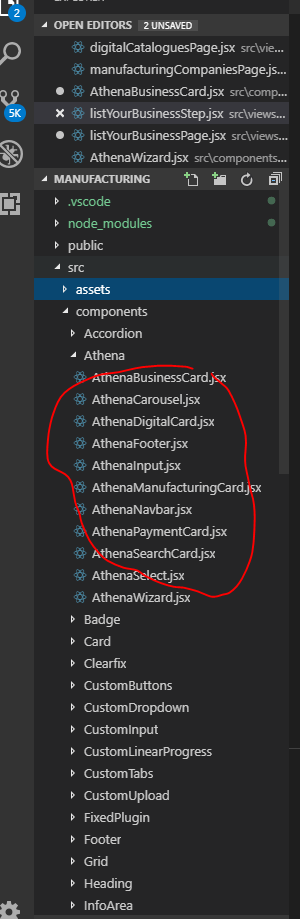 2
OPEN EDITORS 2 UNSAVED
digitalCataloguesPage.jsx src\vie...
manufacturingCompaniesPage.js...
AthenaBusinessCard.jsx src\comp...
listYourBusinessStep.jsx src\views...
listYourBusinessPage.jsx src\views...
AthenaWizard.jsx src\components...
5K
MANUFACTURING
.vscode
node_modules
public
src
assets
components
Accordion
Athena
AthenaBusinessCard.jsx
AthenaCarousel.jsx
AthenaDigitalCard.jsx
AthenaFooter.jsx
AthenaInput.jsx
AthenaManufacturingCard.jsx
AthenaNavbar.jsx
AthenaPaymentCard.jsx
AthenaSearchCard.jsx
AthenaSelect.jsx
AthenaWizard.jsx
Badge
Card
Clearfix
CustomButtons
CustomDropdown
CustomInput
CustomLinearProgress
CustomTabs
CustomUpload
FixedPlugin
Footer
Grid
Heading
InfoArea